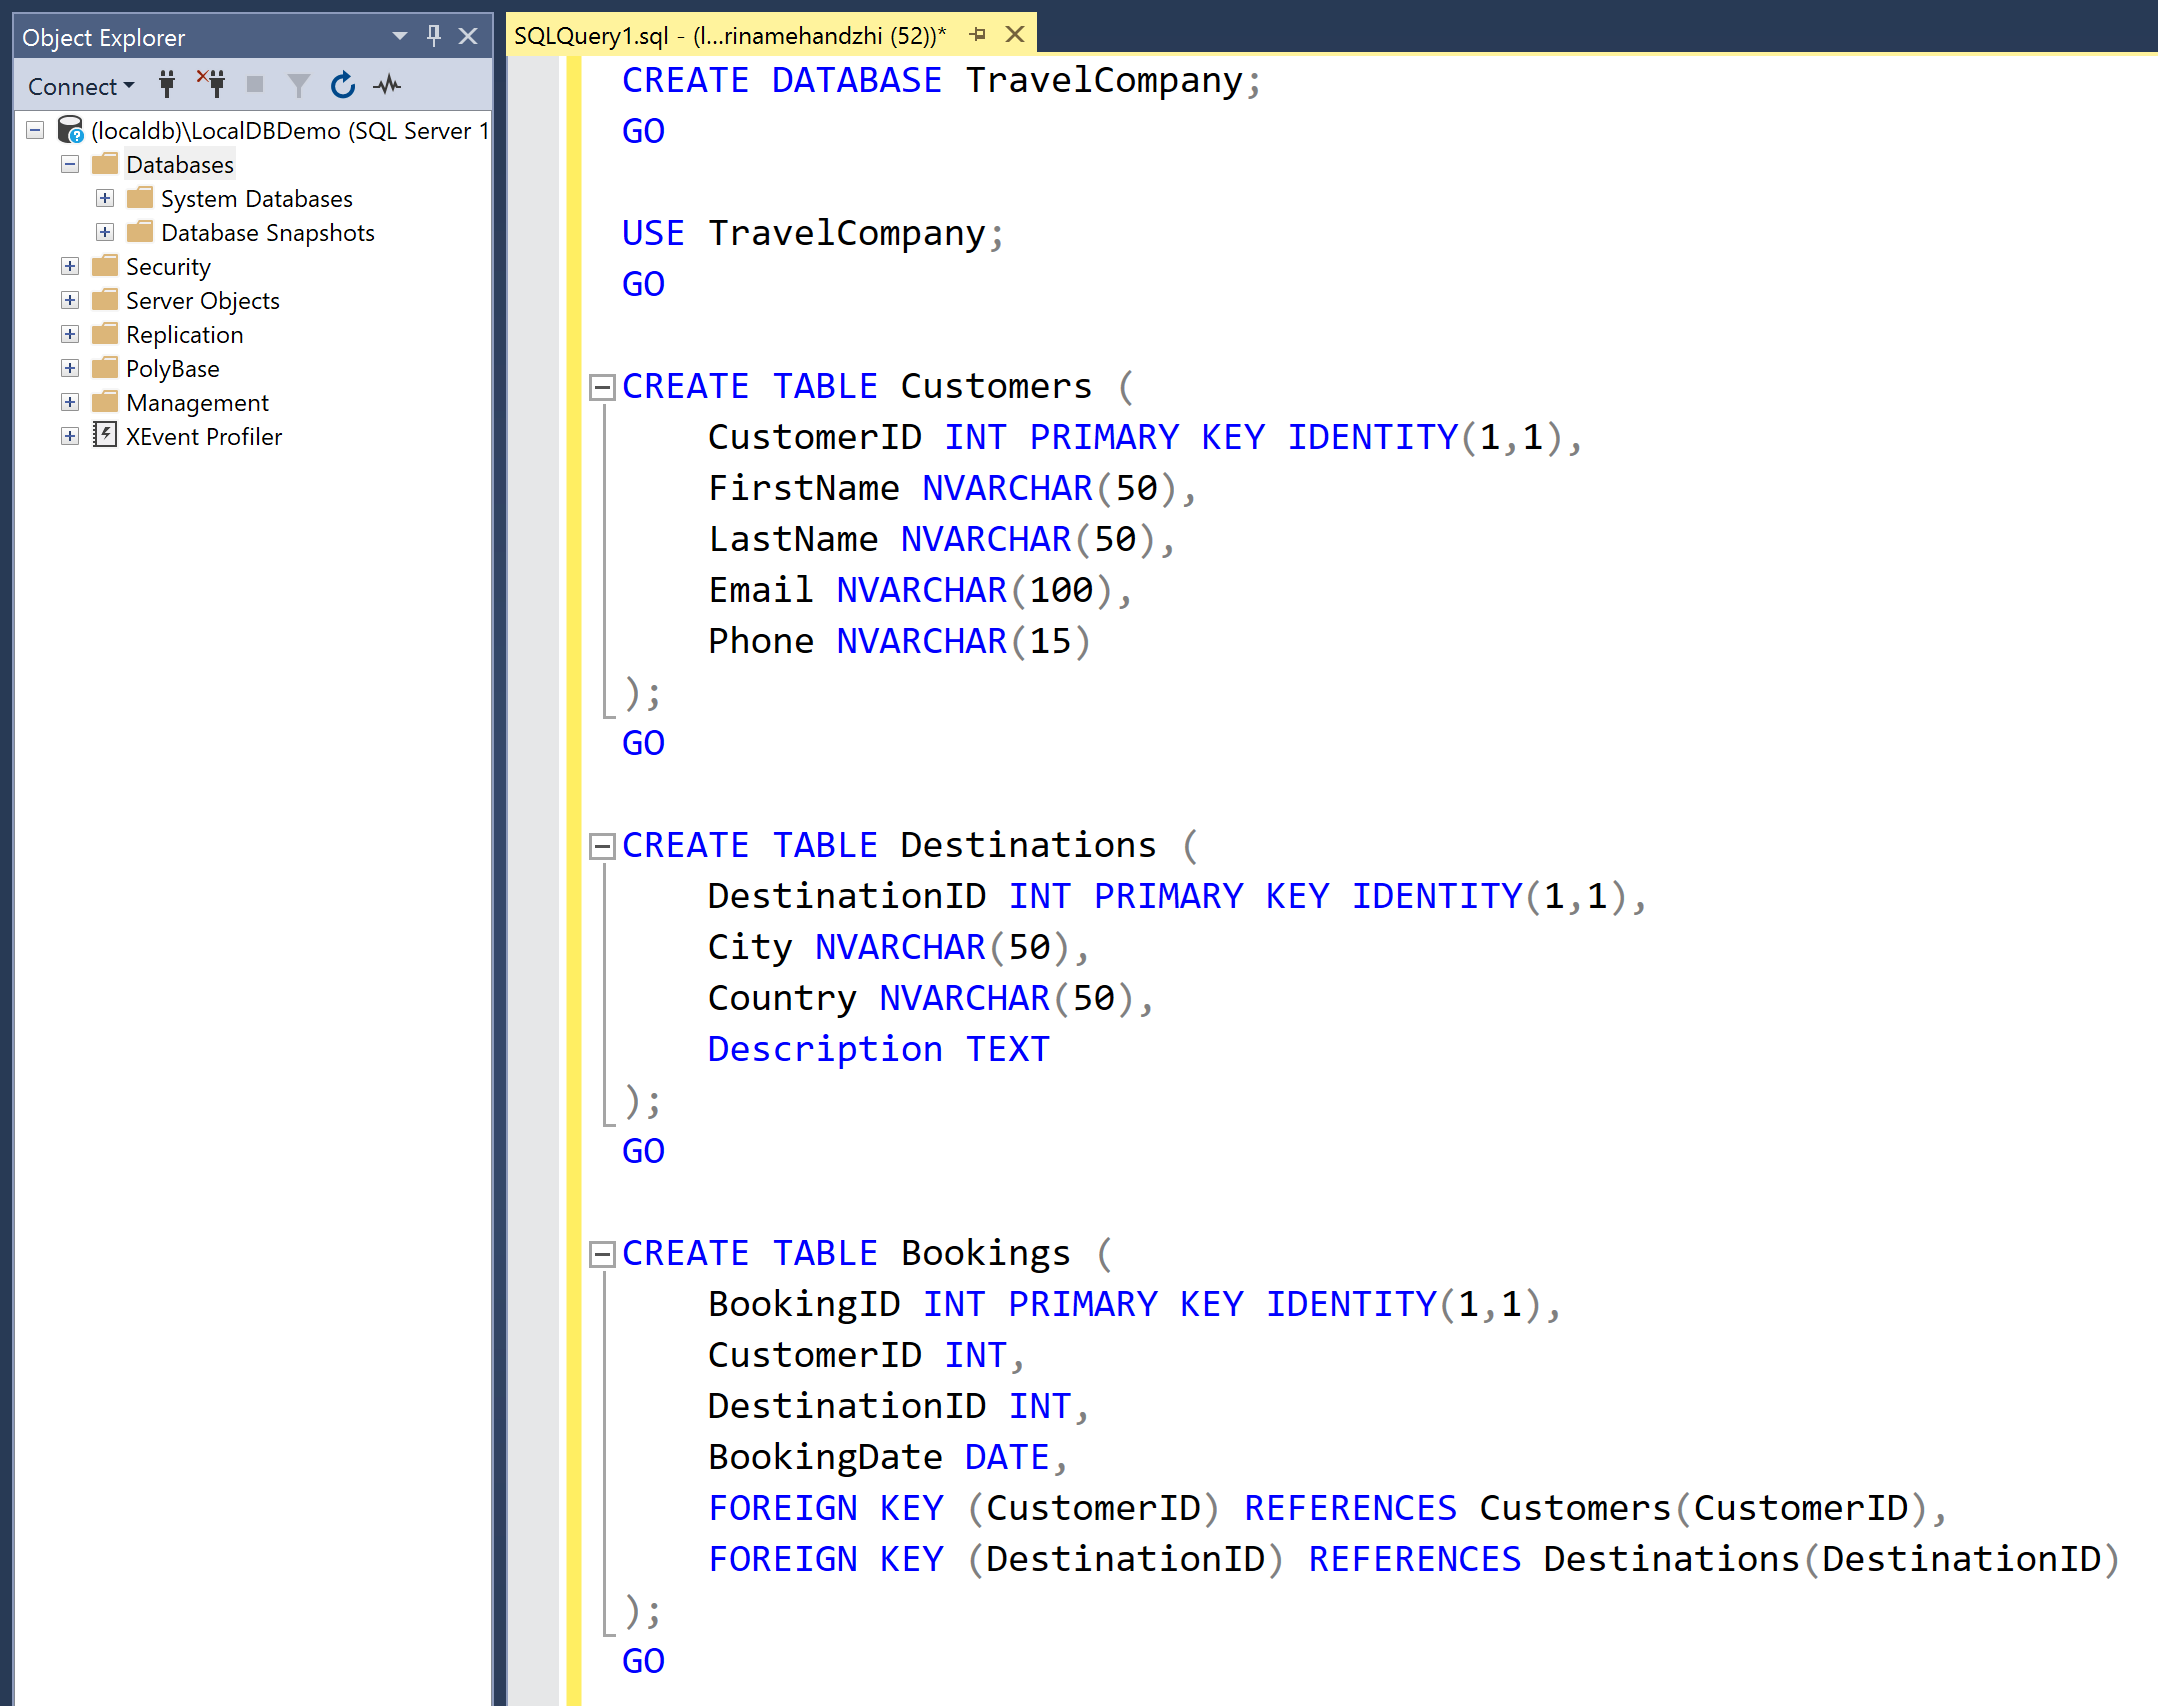 Object Explorer
Connect
(localdb)\LocalDBDemo (SQL Server 1
Databases
System Databases
Database Snapshots
Security
Server Objects
Replication
PolyBase
Management
XEvent Profiler
SQLQuery1.sql - (l...rinamehandzhi (52))*
CREATE DATABASE TravelCompany;
GO
USE TravelCompany;
GO
CREATE TABLE Customers (
    CustomerID INT PRIMARY KEY IDENTITY(1,1),
    FirstName NVARCHAR(50),
    LastName NVARCHAR(50),
    Email NVARCHAR(100),
    Phone NVARCHAR(15)
);
GO
CREATE TABLE Destinations (
    DestinationID INT PRIMARY KEY IDENTITY(1,1),
    City NVARCHAR(50),
    Country NVARCHAR(50),
    Description TEXT
);
GO
CREATE TABLE Bookings (
    BookingID INT PRIMARY KEY IDENTITY(1,1),
    CustomerID INT,
    DestinationID INT,
    BookingDate DATE,
    FOREIGN KEY (CustomerID) REFERENCES Customers(CustomerID),
    FOREIGN KEY (DestinationID) REFERENCES Destinations(DestinationID)
);
GO